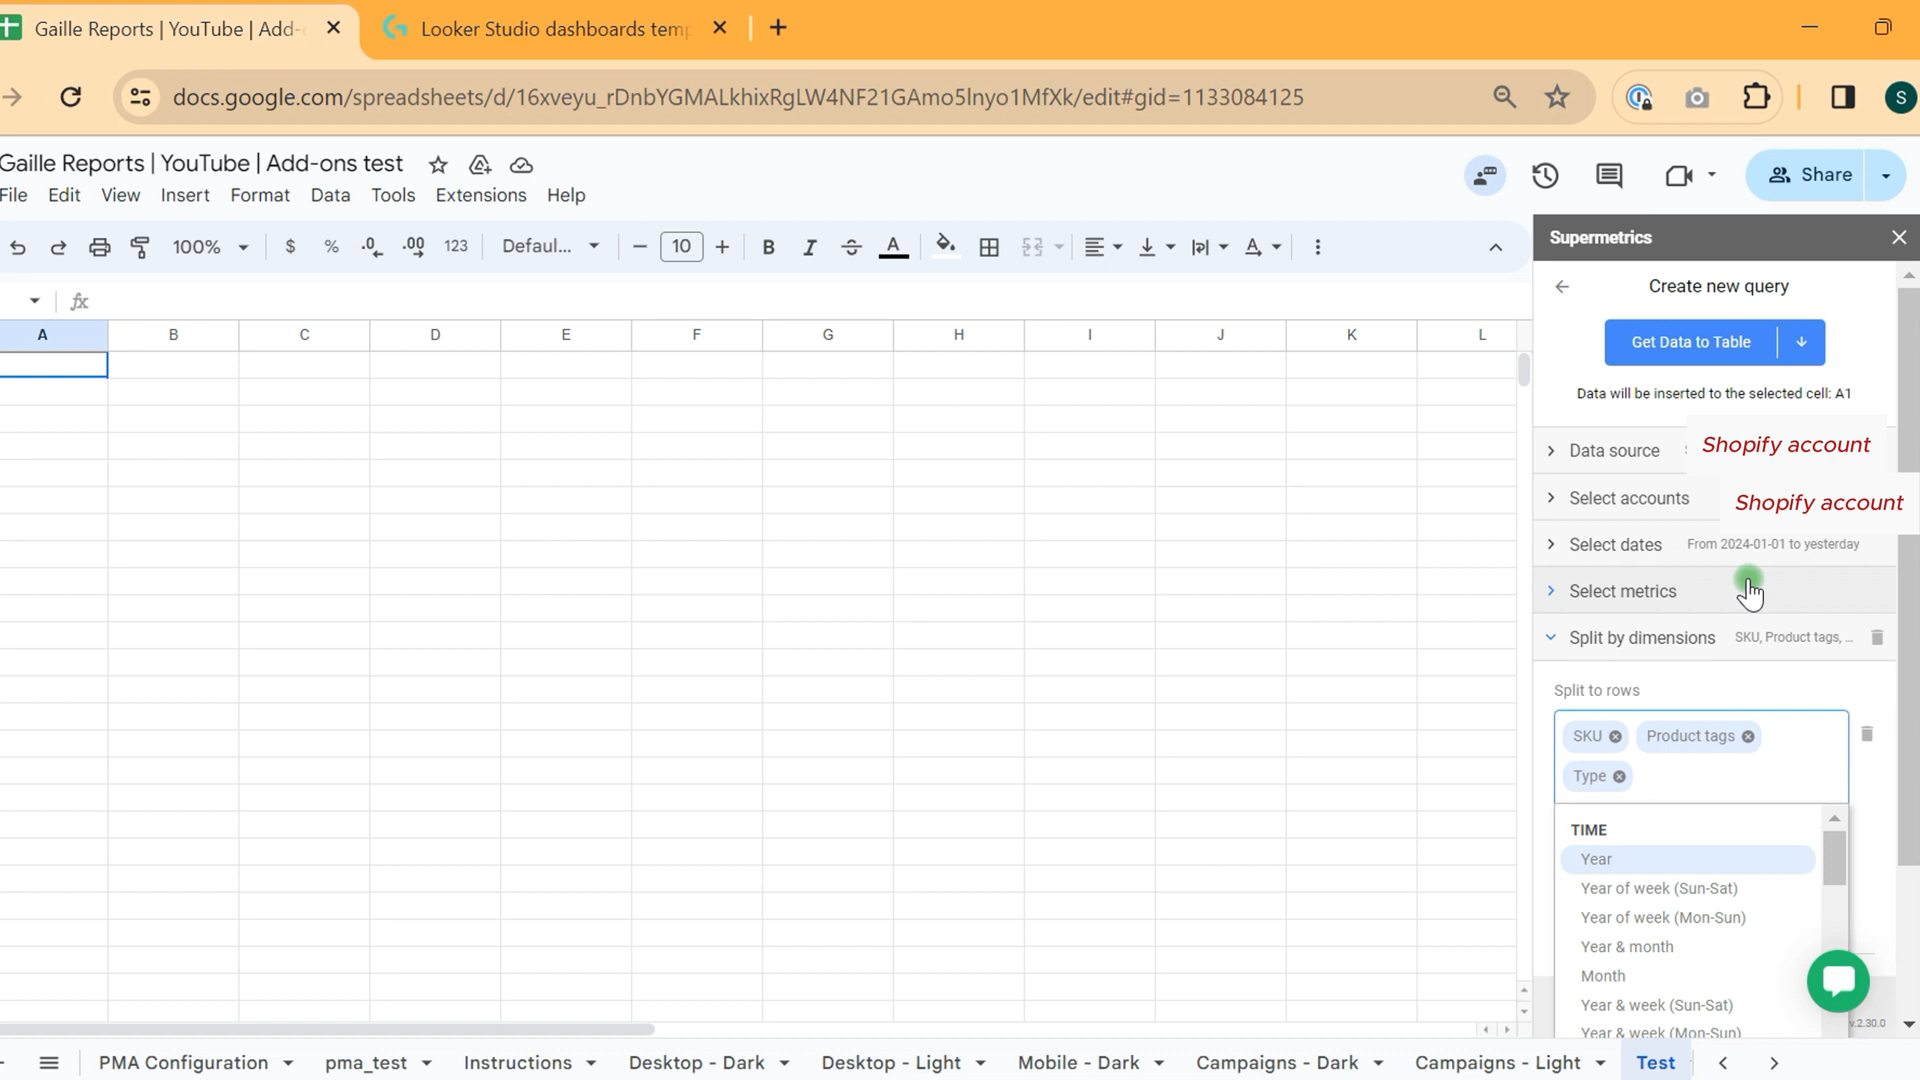 Gaille Reports | YouTube | Add-
Looker Studio dashboards temp
docs.google.com/spreadsheets/d/16xveyu_rDnbYGMALkhixRgLW4NF21GAmo5lnyo1MfXk/edit#gid=1133084125
S
Gaille Reports | YouTube | Add-ons test
File Edit View Insert Format Data Tools Extensions Help
Share
100% $ % .0 .00 123 Defaul... 10 B I S A
Supermetrics
Create new query
Get Data to Table
Data will be inserted to the selected cell: A1
fx
A B C D E F G H I J K L
Data source Shopify account
Select accounts Shopify account
Select dates From 2024-01-01 to yesterday
Select metrics
Split by dimensions SKU, Product tags, ...
Split to rows
SKU Product tags
Type
TIME
Year
Year of week (Sun-Sat)
Year of week (Mon-Sun)
Year & month
Month
Year & week (Sun-Sat)
Year & week (Mon-Sun)
v.2.30.0
PMA Configuration pma_test Instructions Desktop - Dark Desktop - Light Mobile - Dark Campaigns - Dark Campaigns - Light Test